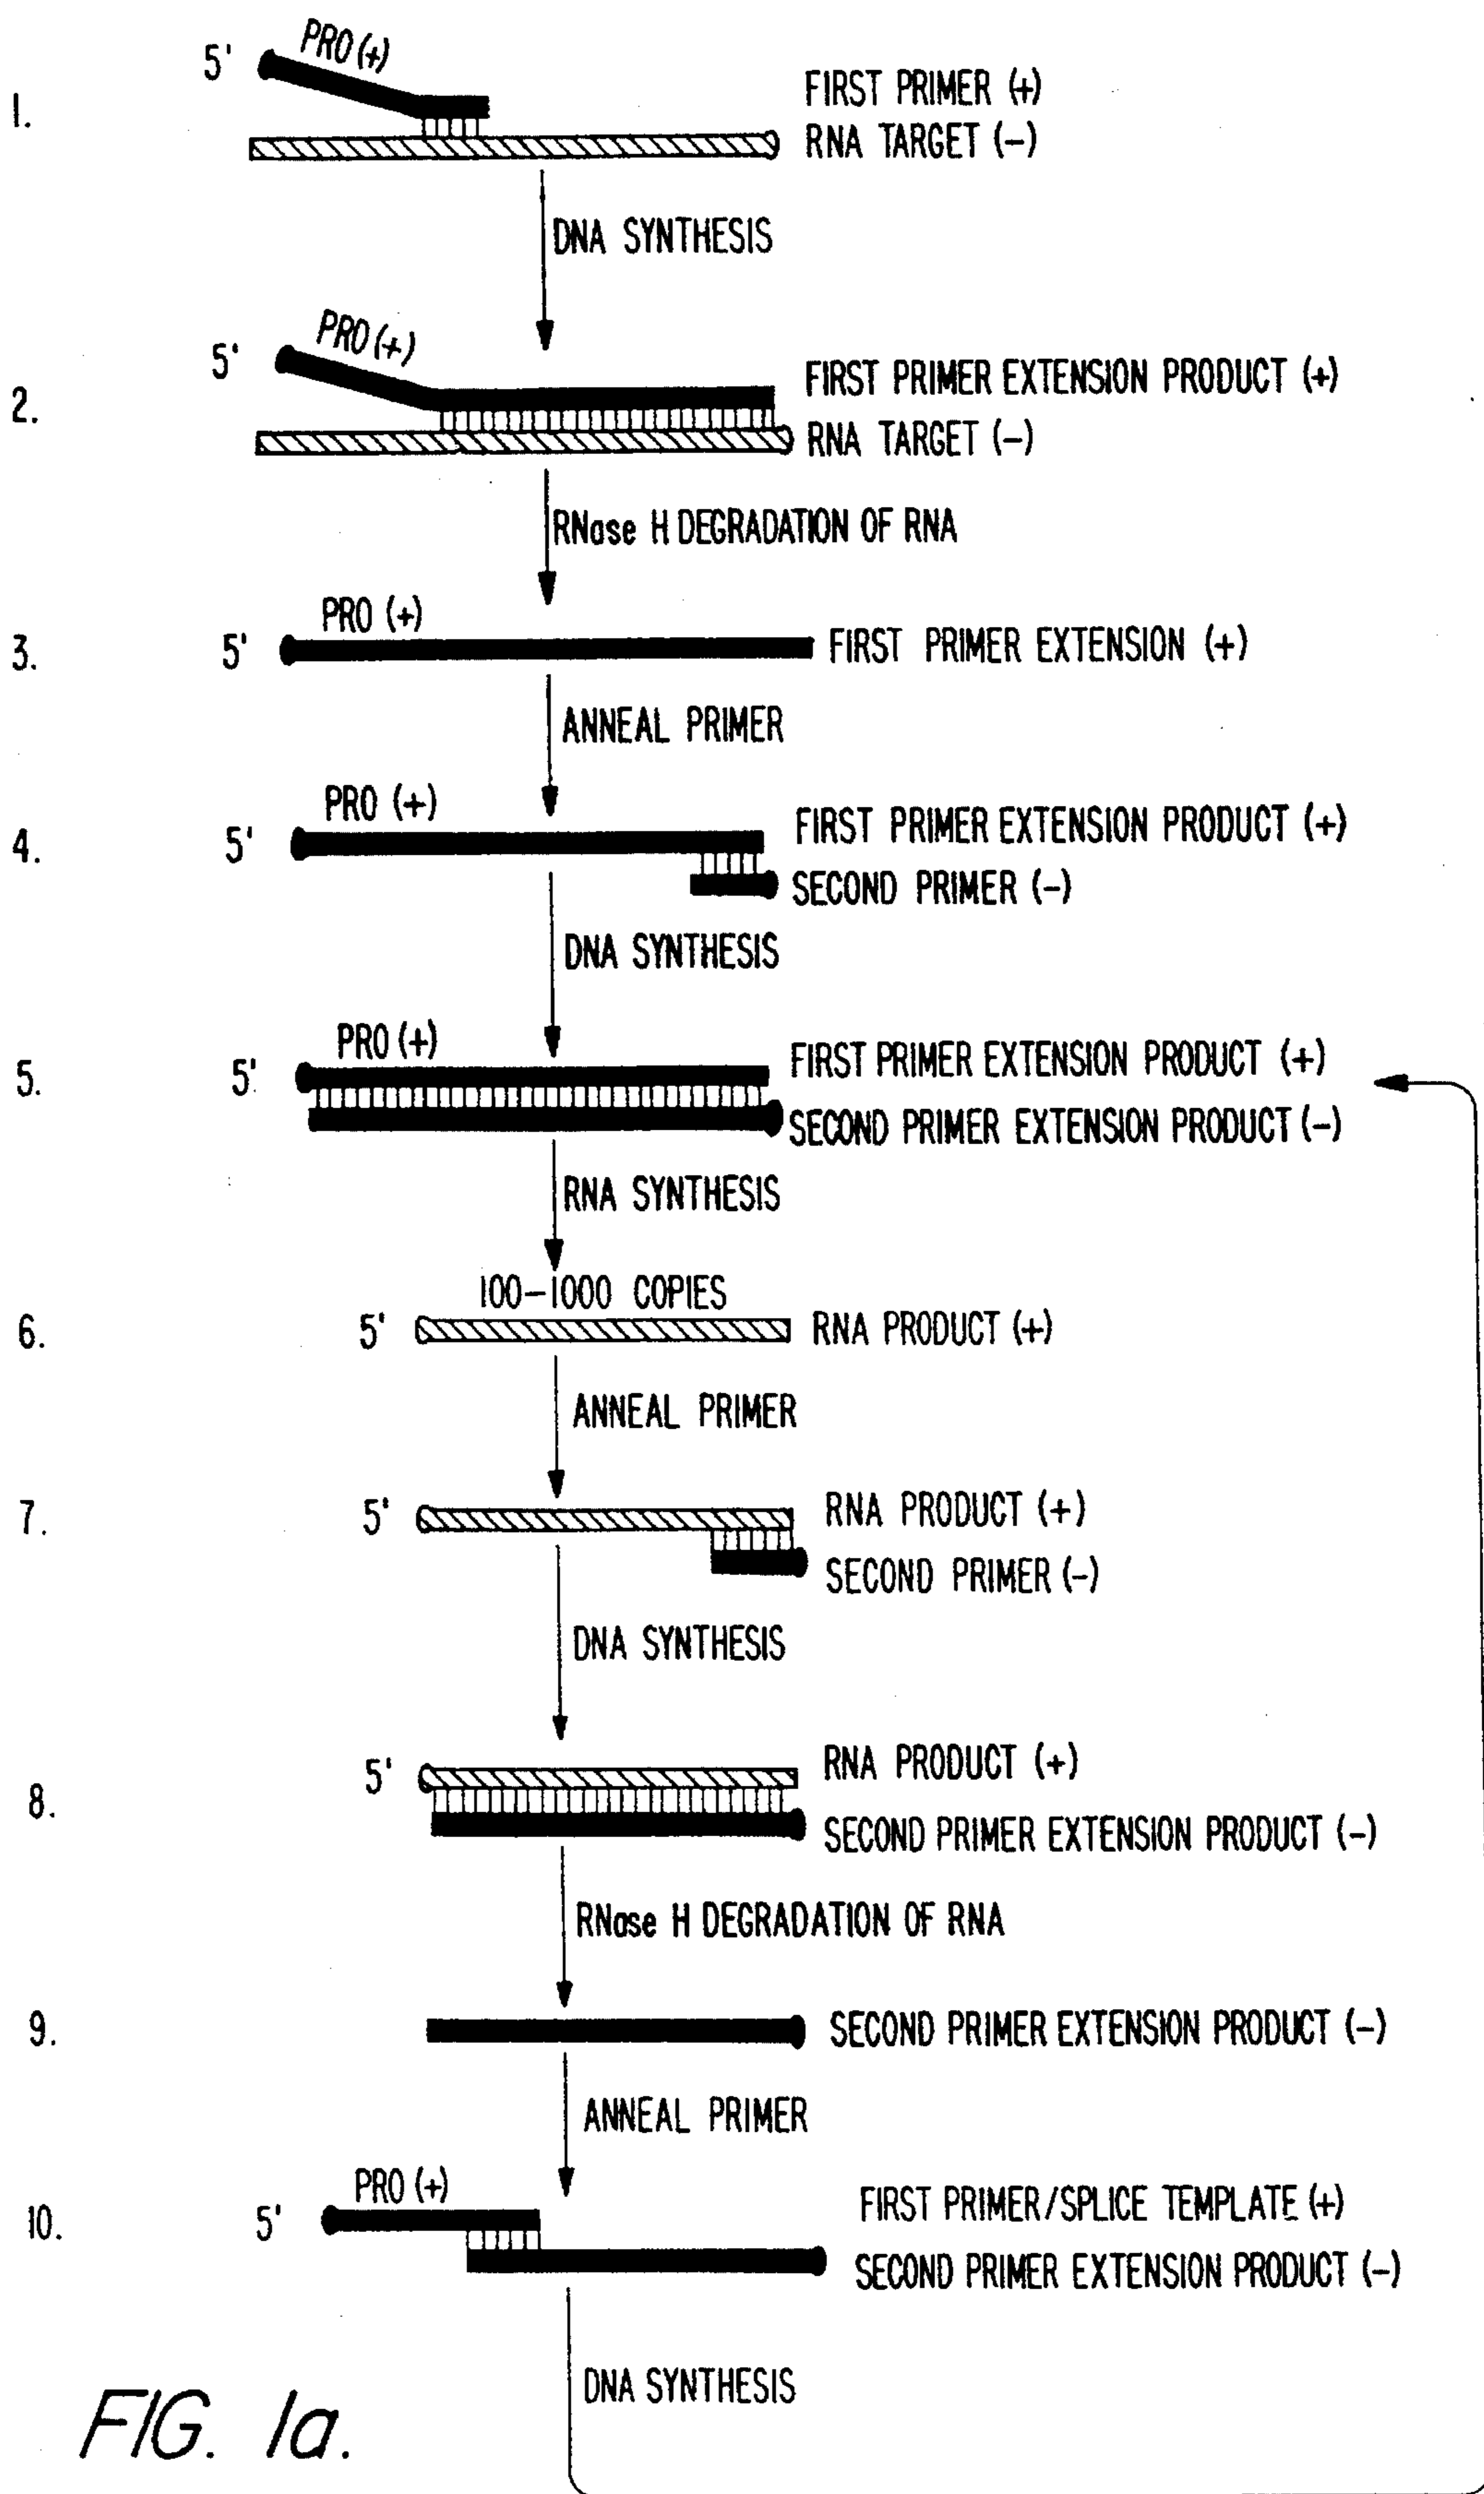 PRO (+)
5'
FIRST PRIMER (+)
1.
RNA TARGET (-)
DNA SYNTHESIS
PRO (+)
5'
FIRST PRIMER EXTENSION PRODUCT (+)
2.
RNA TARGET (-)
RNase H DEGRADATION OF RNA
PRO (+)
3.
5'
FIRST PRIMER EXTENSION (+)
ANNEAL PRIMER
PRO (+)
FIRST PRIMER EXTENSION PRODUCT (+)
4.
5'
SECOND PRIMER (-)
DNA SYNTHESIS
PRO (+)
FIRST PRIMER EXTENSION PRODUCT (+)
5.
5'
SECOND PRIMER EXTENSION PRODUCT (-)
RNA SYNTHESIS
100-1000 COPIES
6.
5'
RNA PRODUCT (+)
ANNEAL PRIMER
RNA PRODUCT (+)
7.
5'
SECOND PRIMER (-)
DNA SYNTHESIS
RNA PRODUCT (+)
5'
8.
SECOND PRIMER EXTENSION PRODUCT (-)
RNase H DEGRADATION OF RNA
9.
SECOND PRIMER EXTENSION PRODUCT (-)
ANNEAL PRIMER
PRO (+)
FIRST PRIMER/SPLICE TEMPLATE (+)
10.
5'
SECOND PRIMER EXTENSION PRODUCT (-)
DNA SYNTHESIS
FIG. 1a.